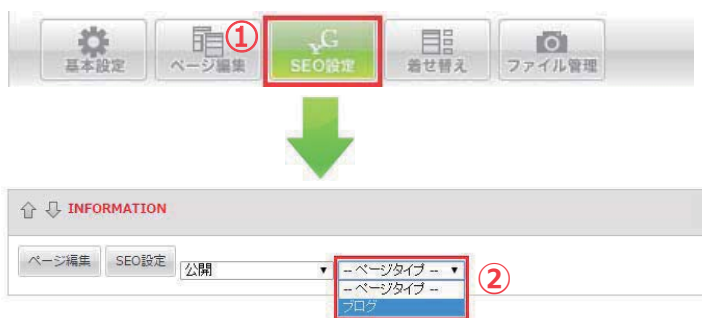 ①
基本設定 ページ編集 SEO設定 着せ替え ファイル管理
INFORMATION
ページ編集 SEO設定 公開 -- ページタイプ --
②
-- ページタイプ --
ブログ